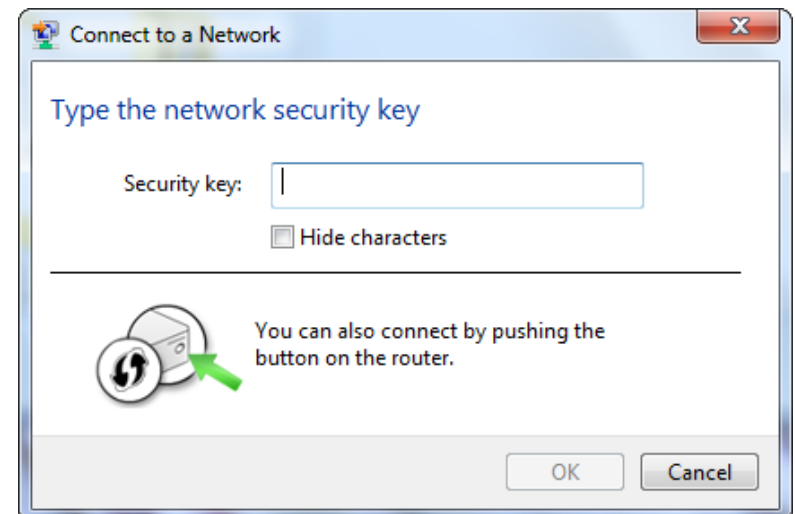 Connect to a Network
Type the network security key
Security key:
Hide characters
You can also connect by pushing the
button on the router.
OK
Cancel